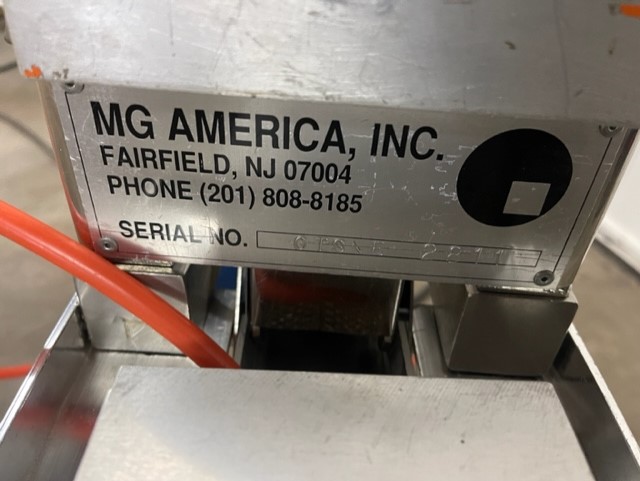 MG AMERICA, INC.
FAIRFIELD, NJ 07004
PHONE (201) 808-8185
SERIAL NO.